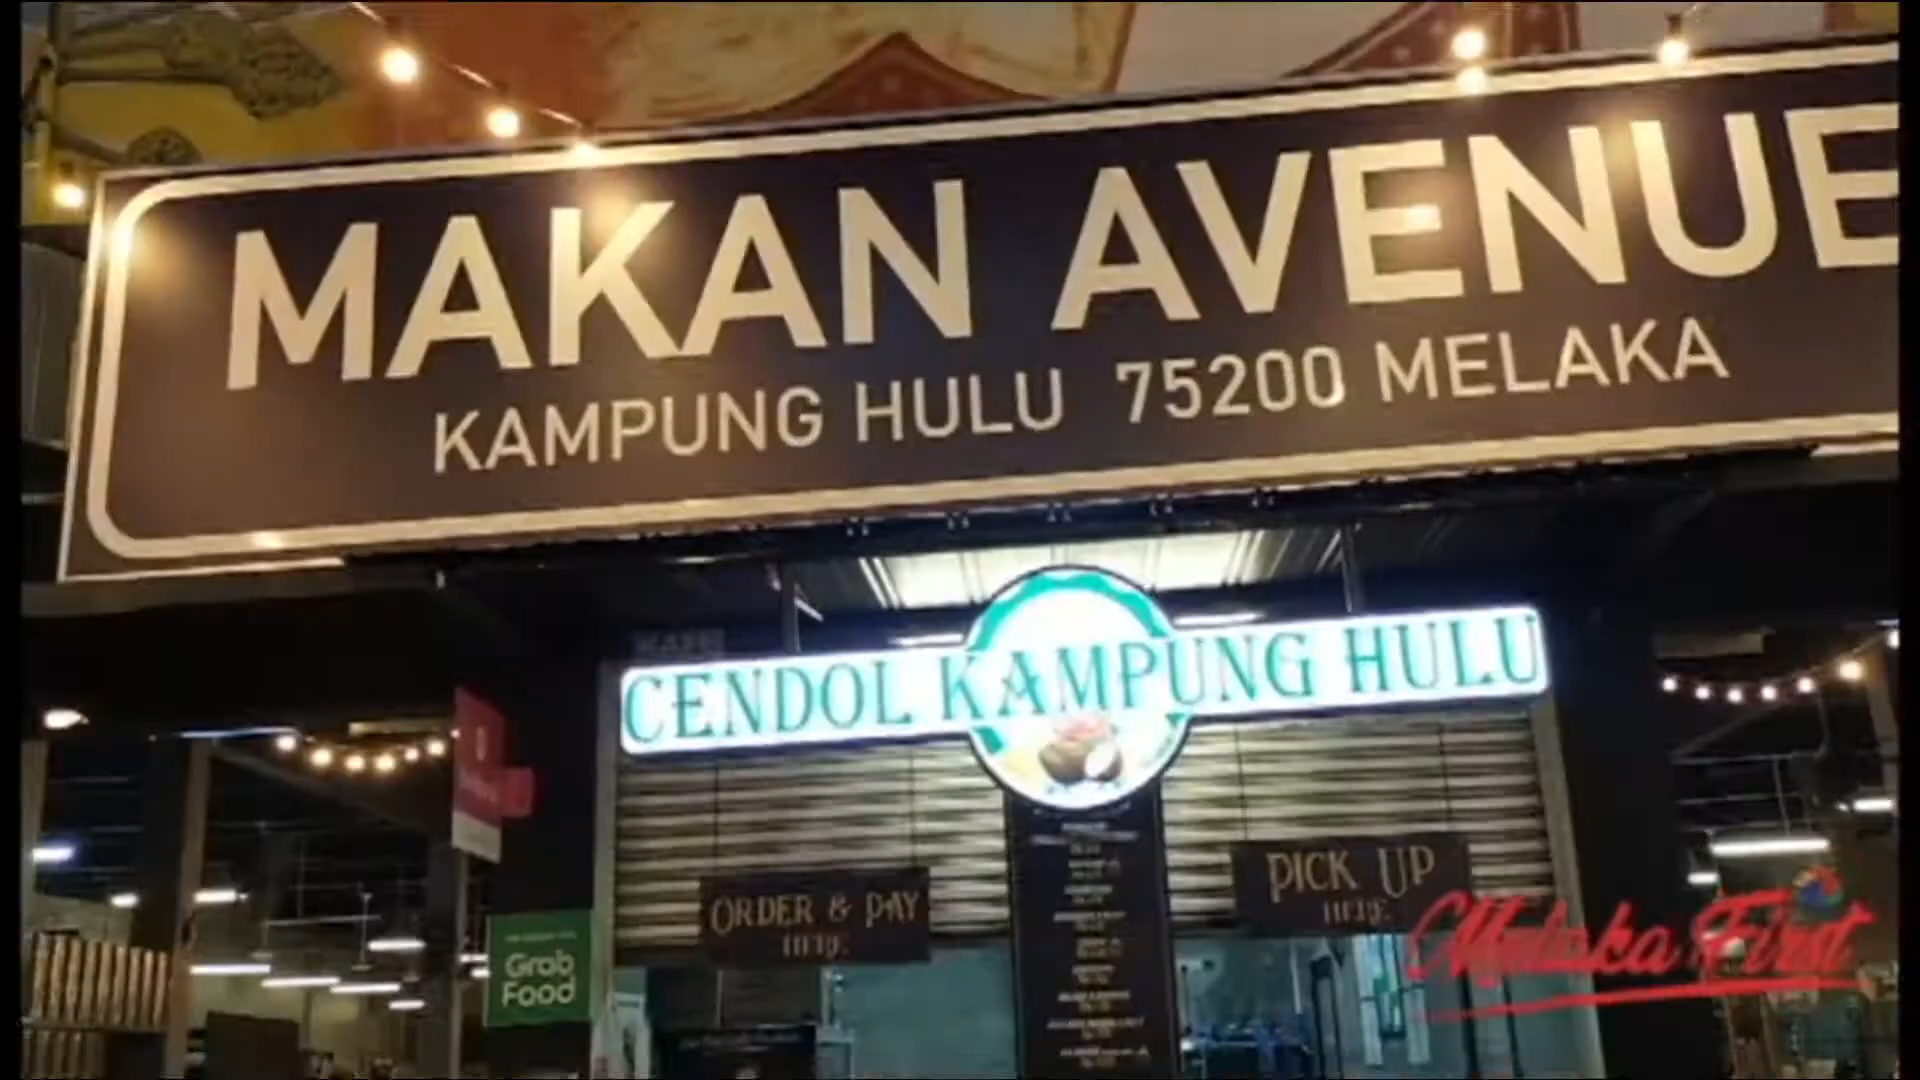 MAKAN AVENUE
KAMPUNG HULU 75200 MELAKA
CENDOL KAMPUNG HULU
ORDER & PAY
HERE
PICK UP
HERE
Grab
Food
Melaka First